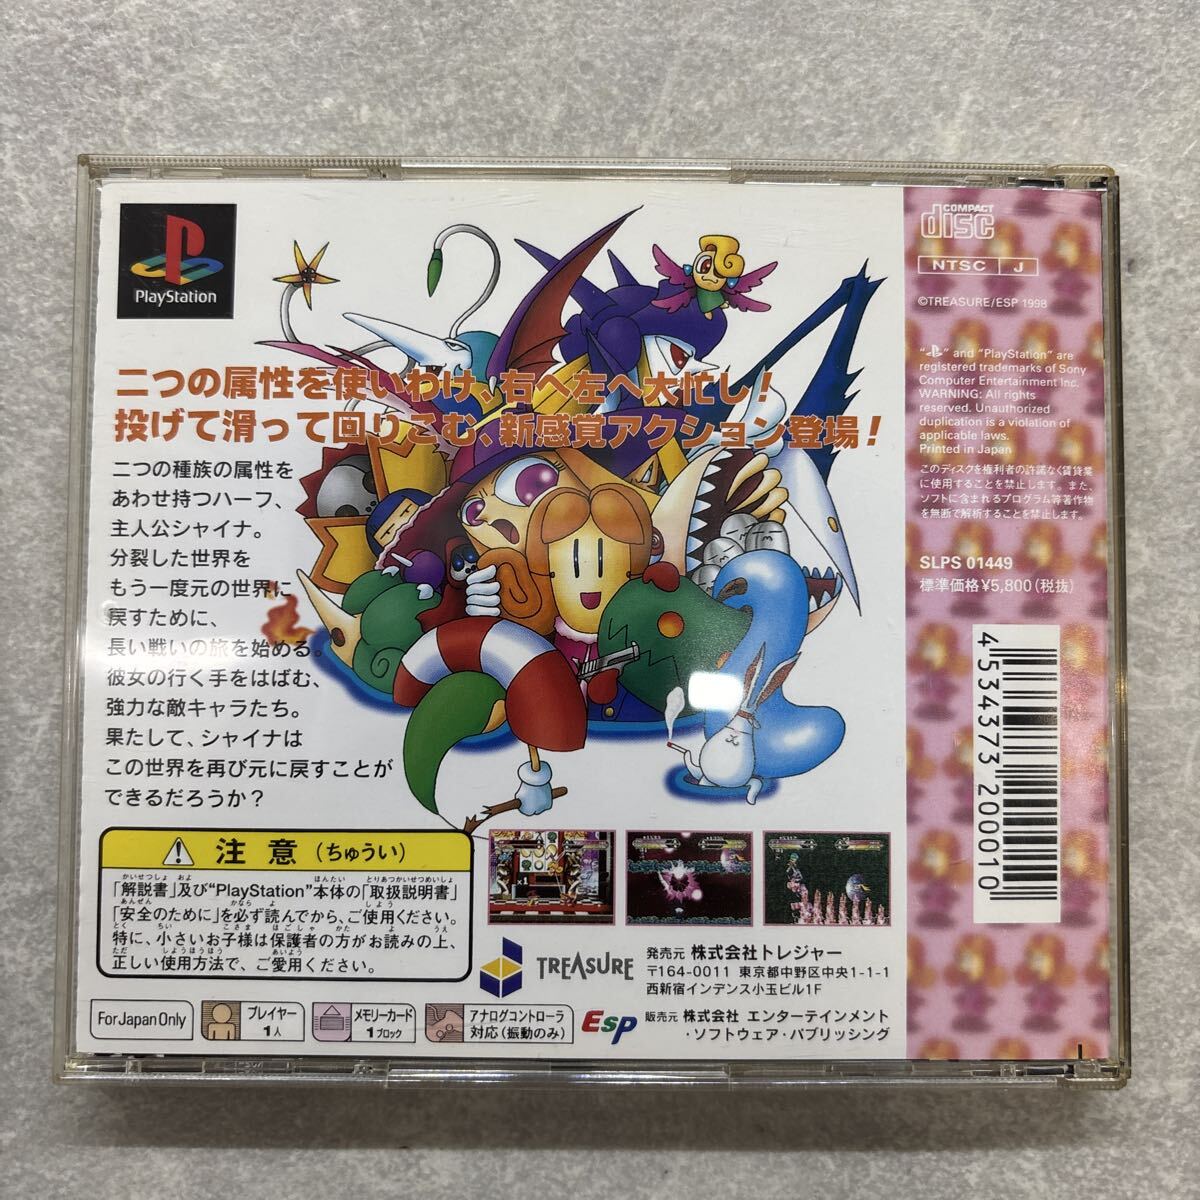 PlayStation
二つの属性を使いわけ、右へ左へ大忙し!
投げて滑って回りこむ、新感覚アクション登場!
二つの種族の属性を
あわせ持つハーフ、
主人公シャイナ。
分裂した世界を
もう一度元の世界に
戻すために、
長い戦いの旅を始める。
彼女の行く手をはばむ、
強力な敵キャラたち。
果たして、シャイナは
この世界を再び元に戻すことが
できるだろうか?
注意(ちゅうい)
「解説書」及び“PlayStation”本体の「取扱説明書」
「安全のために」を必ず読んでから、ご使用ください。
特に、小さいお子様は保護者の方がお読みの上、
正しい使用方法で、ご愛用ください。
For Japan Only
プレイヤー
1人
メモリーカード
1ブロック
アナログコントローラ
対応(振動のみ)
TREASURE
発売元 株式会社トレジャー
〒164-0011 東京都中野区中央1-1-1
西新宿インデンス小玉ビル1F
ESP
販売元 株式会社 エンターテインメント
・ソフトウェア・パブリッシング
COMPACT
disc
NTSC J
©TREASURE/ESP 1998
“ ” and “PlayStation” are
registered trademarks of Sony
Computer Entertainment Inc.
WARNING: All rights
reserved. Unauthorized
duplication is a violation of
applicable laws.
Printed in Japan
このディスクを権利者の許諾なく賃貸業
に使用することを禁止します。また、
ソフトに含まれるプログラム等著作物
を無断で解析することを禁止します。
SLPS 01449
標準価格¥5,800(税抜)
4 534373 200010